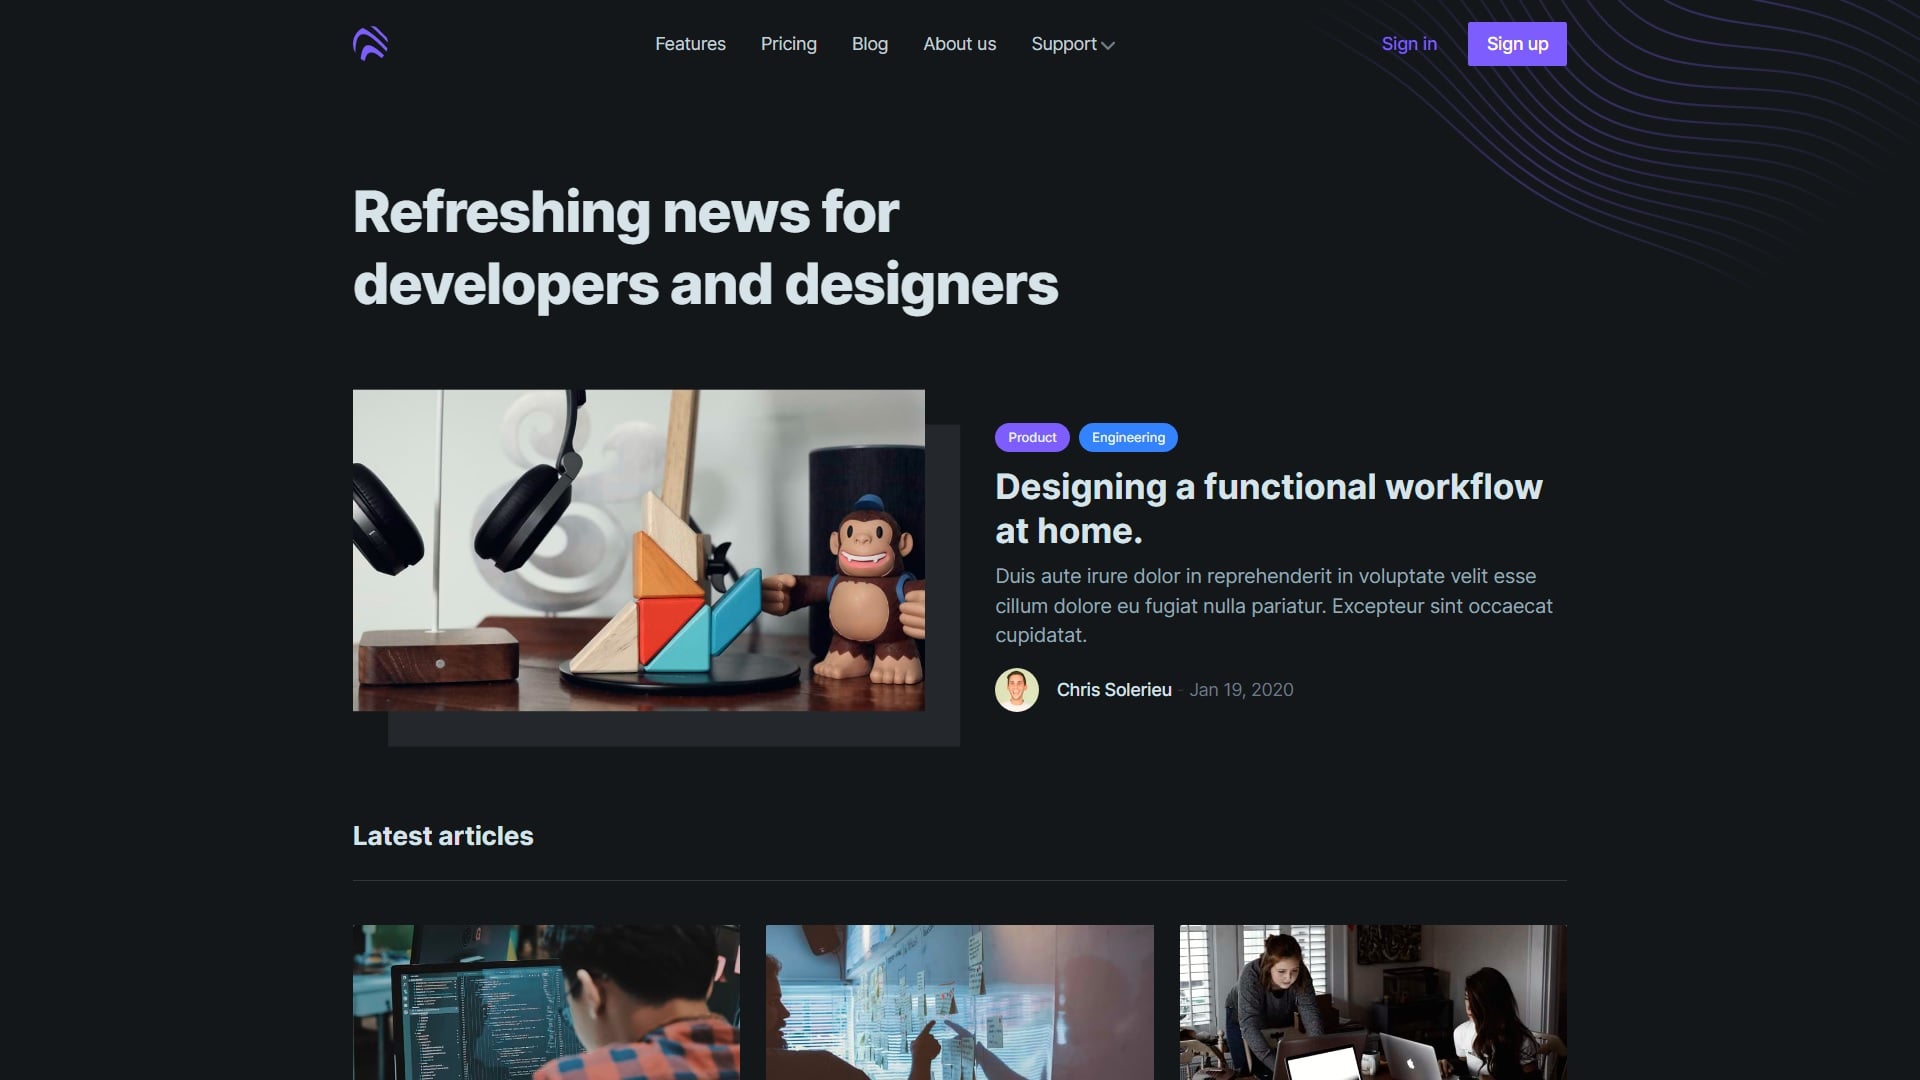 Features Pricing Blog About us Support
Sign in Sign up
Refreshing news for
developers and designers
Product Engineering
Designing a functional workflow
at home.
Duis aute irure dolor in reprehenderit in voluptate velit esse
cillum dolore eu fugiat nulla pariatur. Excepteur sint occaecat
cupidatat.
Chris Solerieu - Jan 19, 2020
Latest articles